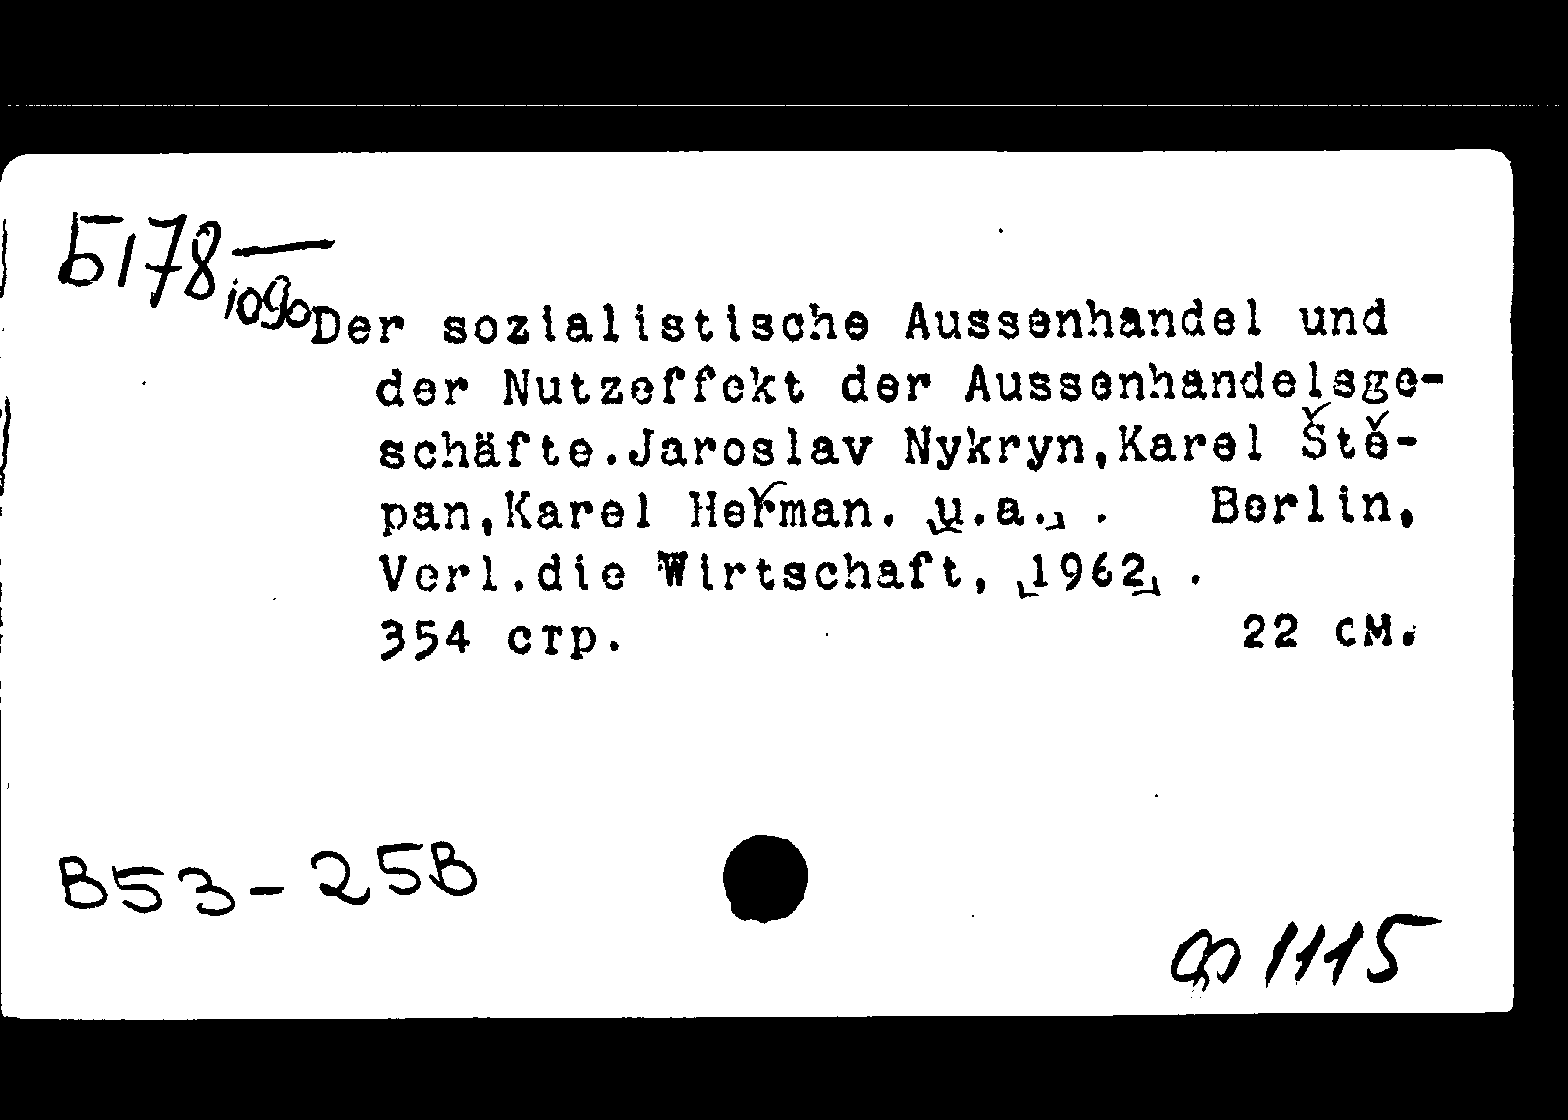 Б178
1090
Der sozialistische Aussenhandel und
der Nutzeffekt der Aussenhandelsge-
schäfte.Jaroslav Nykryn,Karel Ště-
pan,Karel Heřman. [u.a.] . Berlin,
Verl.die Wirtschaft, [1962] .
354 стр. 22 см.
B53-25B
1115